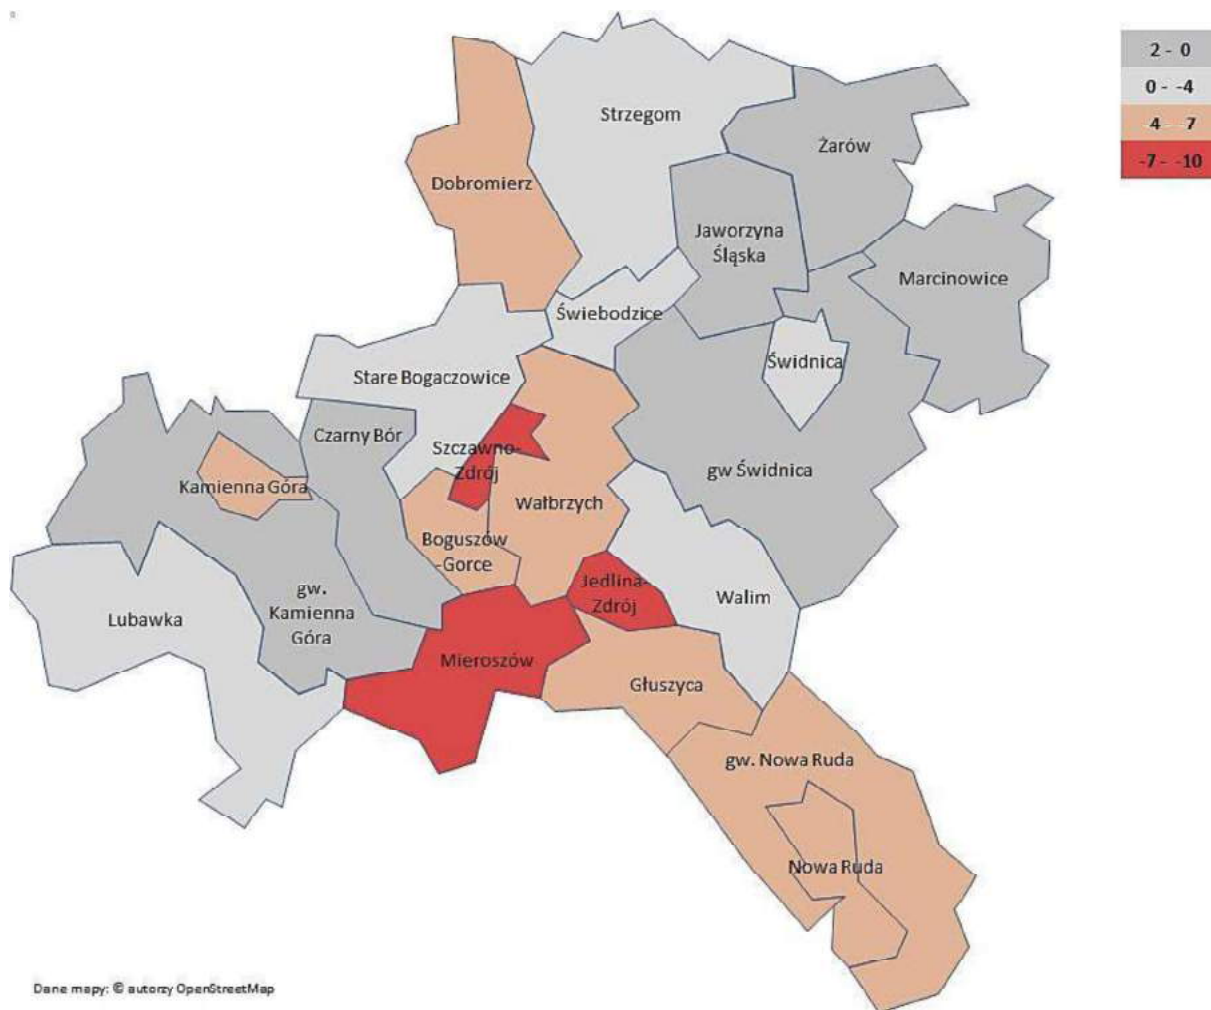 2 - 0
0 - -4
-4 - -7
-7 - -10
Strzegom
Żarów
Dobromierz
Jaworzyna
Śląska
Marcinowice
Świebodzice
Świdnica
Stare Bogaczowice
Czarny Bór
Szczawno-
Zdrój
gw Świdnica
Kamienna Góra
Wałbrzych
Boguszów
-Gorce
Jedlina-
Zdrój
Walim
gw.
Kamienna
Góra
Lubawka
Mieroszów
Głuszyca
gw. Nowa Ruda
Nowa Ruda
Dane mapy: © autorzy OpenStreetMap